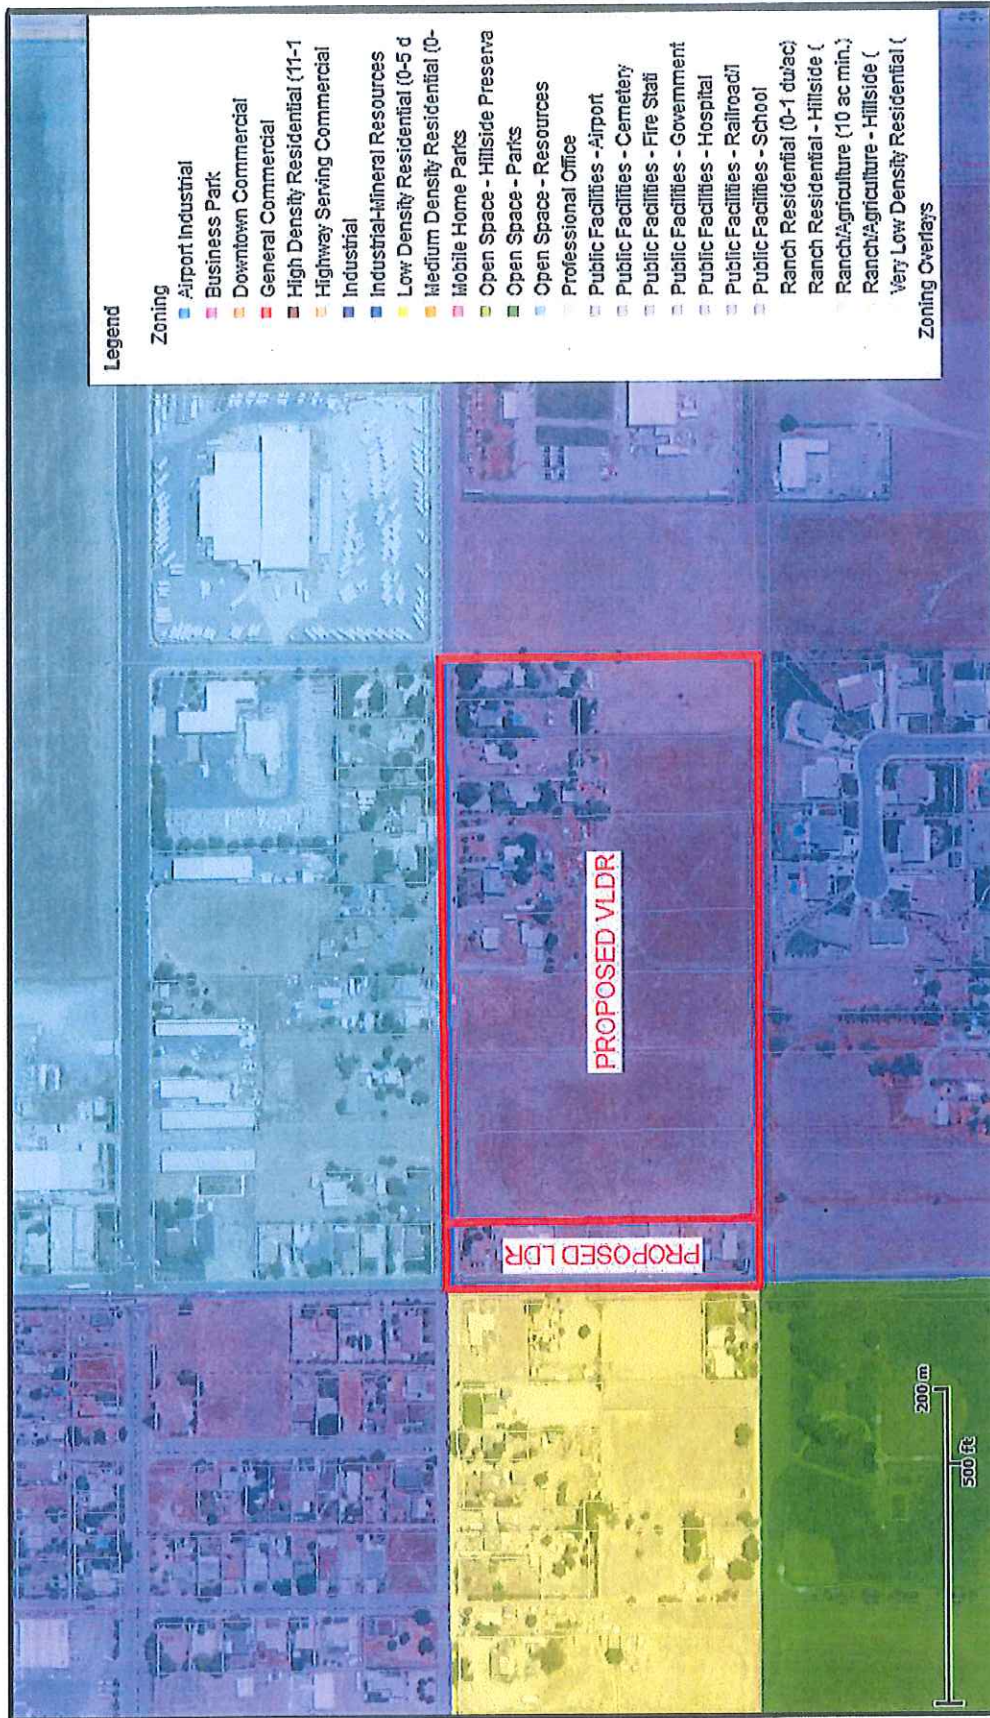 Legend
Zoning
Airport Industrial
Business Park
Downtown Commercial
General Commercial
High Density Residential (11-1
Highway Serving Commercial
Industrial
Industrial-Mineral Resources
Low Density Residential (0-5 d
Medium Density Residential (0-
Mobile Home Parks
Open Space - Hillside Preserva
Open Space - Parks
Open Space - Resources
Professional Office
Public Facilities - Airport
Public Facilities - Cemetery
Public Facilities - Fire Stati
Public Facilities - Government
Public Facilities - Hospital
Public Facilities - Railroad/I
Public Facilities - School
Ranch Residential (0-1 du/ac)
Ranch Residential - Hillside (
Ranch/Agriculture (10 ac min.)
Ranch/Agriculture - Hillside (
Very Low Density Residential (
Zoning Overlays
PROPOSED VLDR
PROPOSED LDR
200 m
500 ft